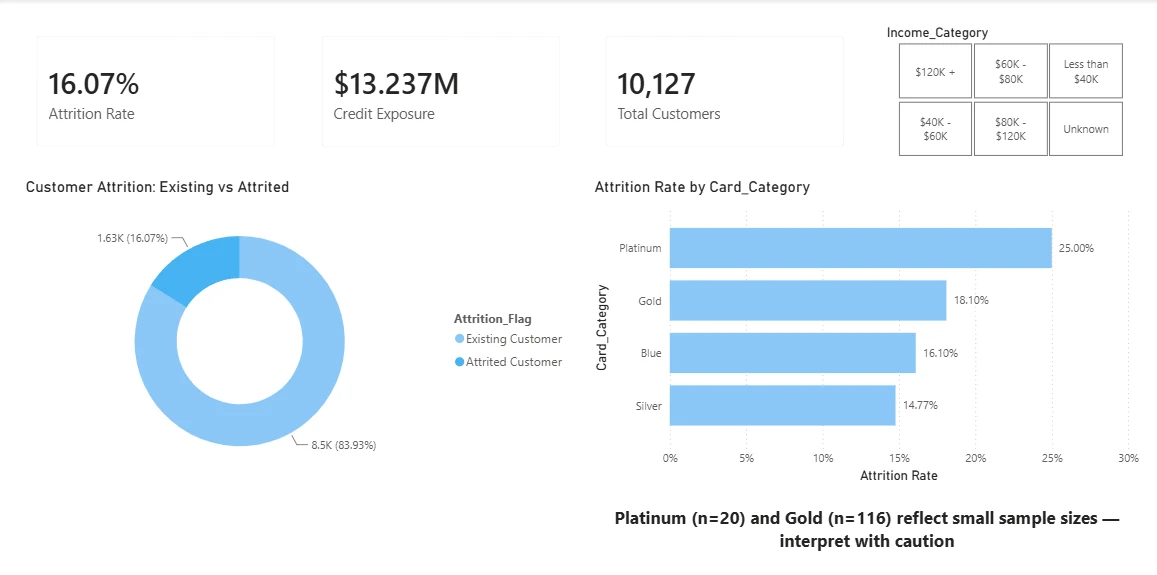 16.07%
Attrition Rate
$13.237M
Credit Exposure
10,127
Total Customers
Income_Category
$120K +
$60K -
$80K
Less than
$40K
$40K -
$60K
$80K -
$120K
Unknown
Customer Attrition: Existing vs Attrited
1.63K (16.07%)
8.5K (83.93%)
Attrition_Flag
Existing Customer
Attrited Customer
Attrition Rate by Card_Category
Card_Category
Platinum
25.00%
Gold
18.10%
Blue
16.10%
Silver
14.77%
0%
5%
10%
15%
20%
25%
30%
Attrition Rate
Platinum (n=20) and Gold (n=116) reflect small sample sizes —
interpret with caution